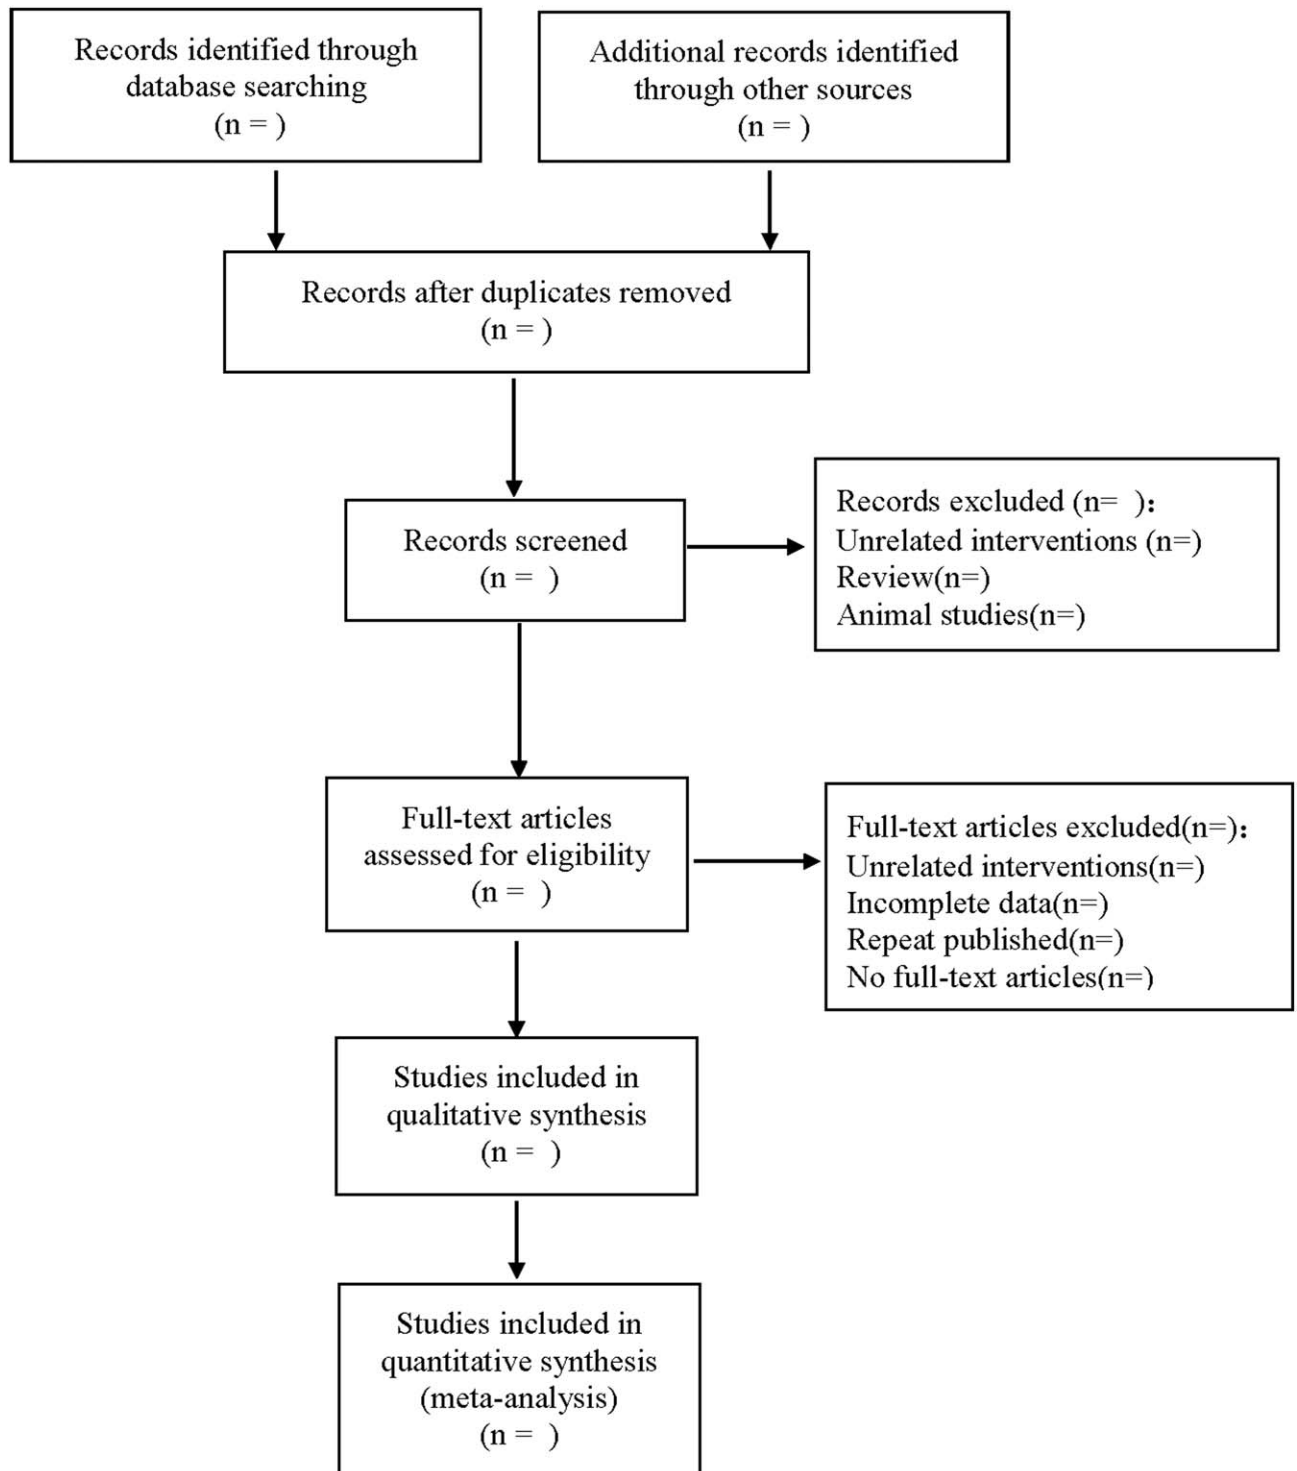 Records identified through
database searching
(n = )
Additional records identified
through other sources
(n = )
Records after duplicates removed
(n = )
Records screened
(n =  )
Records excluded (n=  ):
Unrelated interventions (n=)
Review(n=)
Animal studies(n=)
Full-text articles
assessed for eligibility
(n =  )
Full-text articles excluded(n=):
Unrelated interventions(n=)
Incomplete data(n=)
Repeat published(n=)
No full-text articles(n=)
Studies included in
qualitative synthesis
(n =  )
Studies included in
quantitative synthesis
(meta-analysis)
(n =  )